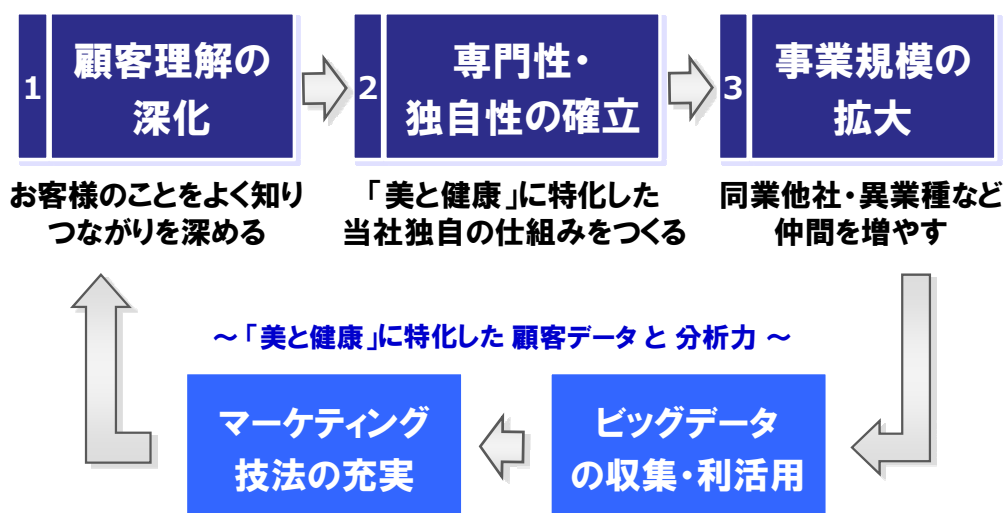 1
顧客理解の
深化
2
専門性・
独自性の確立
3
事業規模の
拡大
お客様のことをよく知り
つながりを深める
「美と健康」に特化した
当社独自の仕組みをつくる
同業他社・異業種など
仲間を増やす
～「美と健康」に特化した 顧客データ と 分析力 ～
マーケティング
技法の充実
ビッグデータ
の収集・利活用